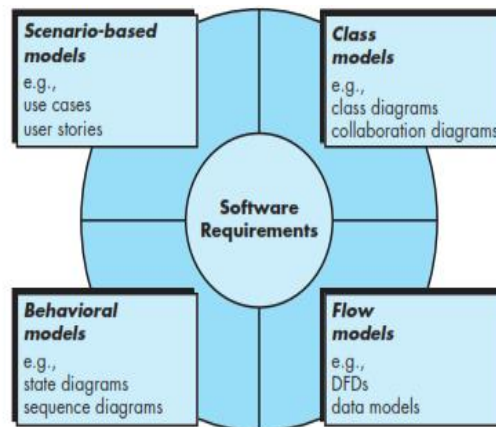 Scenario-based
models
e.g.,
use cases
user stories
Class
models
e.g.,
class diagrams
collaboration diagrams
Software
Requirements
Behavioral
models
e.g.,
state diagrams
sequence diagrams
Flow
models
e.g.,
DFDs
data models